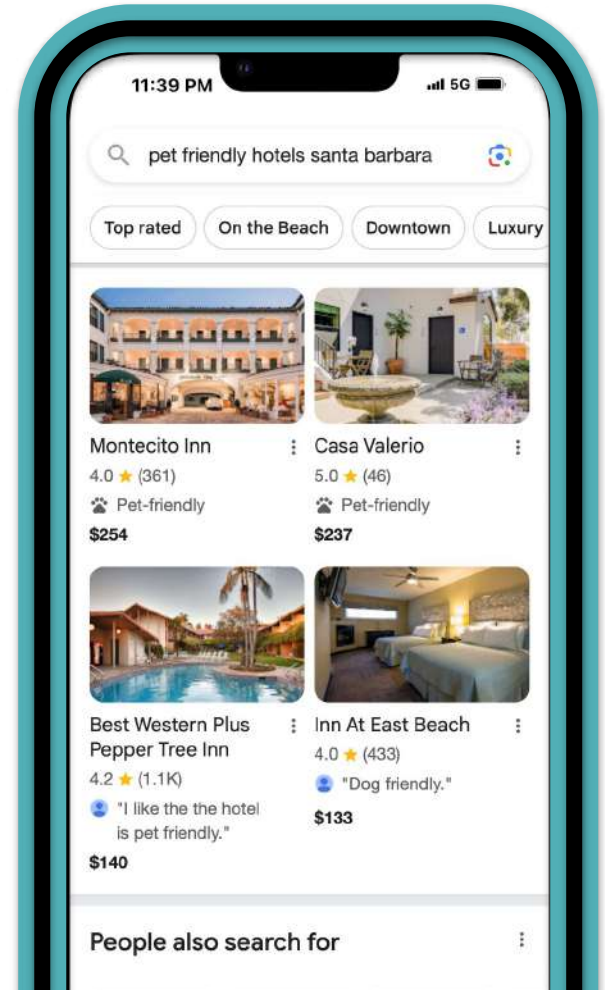 11:39 PM
5G
pet friendly hotels santa barbara
Top rated
On the Beach
Downtown
Luxury
Montecito Inn
4.0 ★ (361)
Pet-friendly
$254
Casa Valerio
5.0 ★ (46)
Pet-friendly
$237
Best Western Plus
Pepper Tree Inn
4.2 ★ (1.1K)
"I like the the hotel
is pet friendly."
$140
Inn At East Beach
4.0 ★ (433)
"Dog friendly."
$133
People also search for